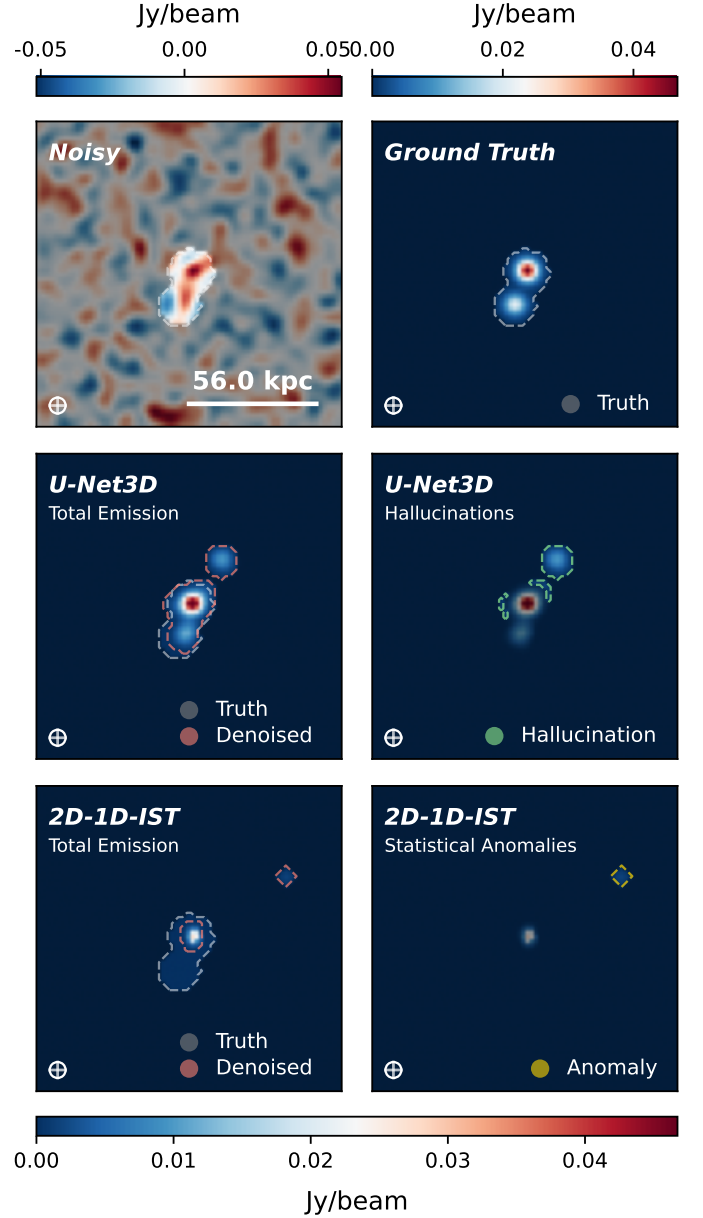 Jy/beam Jy/beam
-0.05 0.00 0.05 0.00 0.02 0.04
Noisy
56.0 kpc
Ground Truth
Truth
U-Net3D
Total Emission
Truth
Denoised
U-Net3D
Hallucinations
Hallucination
2D-1D-IST
Total Emission
Truth
Denoised
2D-1D-IST
Statistical Anomalies
Anomaly
0.00 0.01 0.02 0.03 0.04
Jy/beam